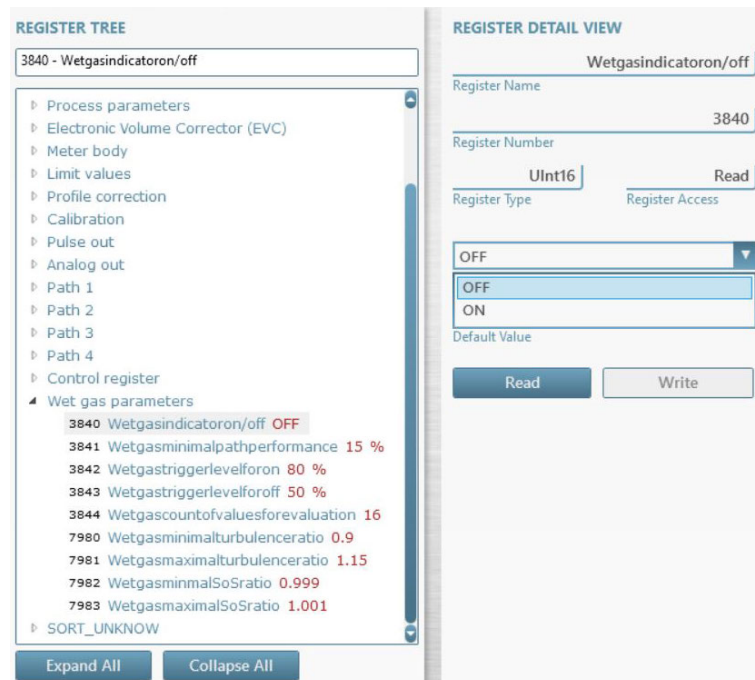 REGISTER TREE
3840 - Wetgasindicatoron/off
Process parameters
Electronic Volume Corrector (EVC)
Meter body
Limit values
Profile correction
Calibration
Pulse out
Analog out
Path 1
Path 2
Path 3
Path 4
Control register
Wet gas parameters
3840 Wetgasindicatoron/off OFF
3841 Wetgasminimalpathperformance 15 %
3842 Wetgastriggerlevelforon 80 %
3843 Wetgastriggerlevelforoff 50 %
3844 Wetgascountofvaluesforevaluation 16
7980 Wetgasminimalturbulenceratio 0.9
7981 Wetgasmaximalturbulenceratio 1.15
7982 WetgasminmalSoSratio 0.999
7983 WetgasmaximalSoSratio 1.001
SORT_UNKNOW
Expand All Collapse All
REGISTER DETAIL VIEW
Wetgasindicatoron/off
Register Name
3840
Register Number
UInt16 Read
Register Type Register Access
OFF
OFF
ON
Default Value
Read Write